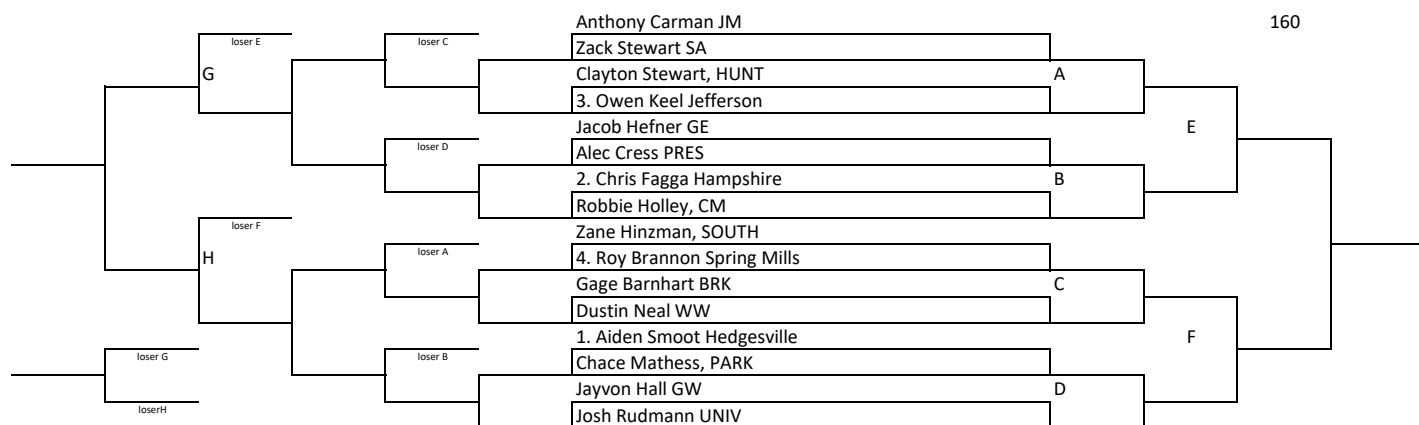 Anthony Carman JM 160
loser E loser C
Zack Stewart SA
G Clayton Stewart, HUNT A
3. Owen Keel Jefferson
Jacob Hefner GE E
loser D
Alec Cress PRES
2. Chris Fagga Hampshire B
Robbie Holley, CM
loser F
Zane Hinzman, SOUTH
loser A
H 4. Roy Brannon Spring Mills
Gage Barnhart BRK C
Dustin Neal WW
1. Aiden Smoot Hedgesville F
loser G loser B
Chace Mathess, PARK
Jayvon Hall GW D
loserH
Josh Rudmann UNIV